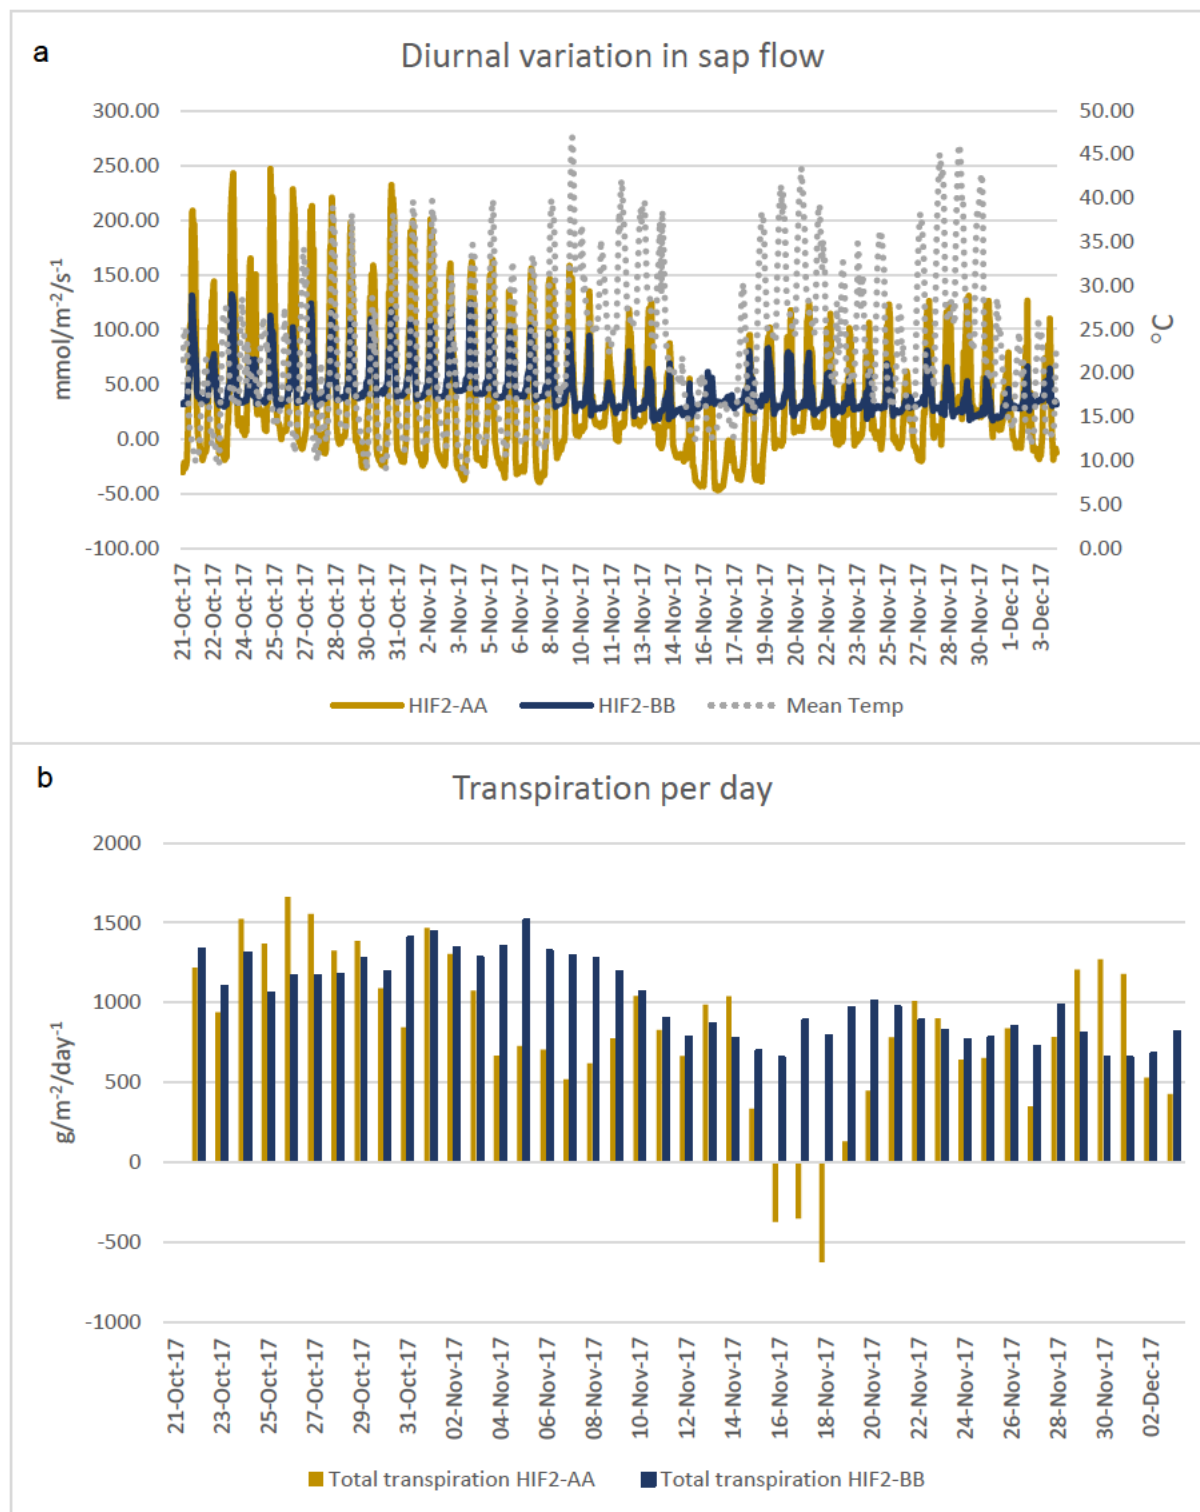 a
Diurnal variation in sap flow
300.00
250.00
200.00
150.00
100.00
50.00
0.00
-50.00
-100.00
mmol/m⁻²/s⁻¹
50.00
45.00
40.00
35.00
30.00
25.00
20.00
15.00
10.00
5.00
0.00
°C
21-Oct-17
22-Oct-17
24-Oct-17
25-Oct-17
27-Oct-17
28-Oct-17
30-Oct-17
31-Oct-17
2-Nov-17
3-Nov-17
5-Nov-17
6-Nov-17
8-Nov-17
10-Nov-17
11-Nov-17
13-Nov-17
14-Nov-17
16-Nov-17
17-Nov-17
19-Nov-17
20-Nov-17
22-Nov-17
23-Nov-17
25-Nov-17
27-Nov-17
28-Nov-17
30-Nov-17
1-Dec-17
3-Dec-17
HIF2-AA HIF2-BB Mean Temp
b
Transpiration per day
2000
1500
1000
500
0
-500
-1000
g/m⁻²/day⁻¹
21-Oct-17
23-Oct-17
25-Oct-17
27-Oct-17
29-Oct-17
31-Oct-17
02-Nov-17
04-Nov-17
06-Nov-17
08-Nov-17
10-Nov-17
12-Nov-17
14-Nov-17
16-Nov-17
18-Nov-17
20-Nov-17
22-Nov-17
24-Nov-17
26-Nov-17
28-Nov-17
30-Nov-17
02-Dec-17
Total transpiration HIF2-AA Total transpiration HIF2-BB